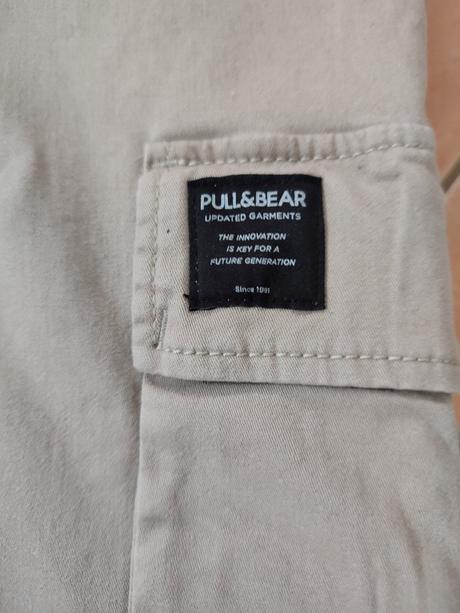 PULL&BEAR
UPDATED GARMENTS
THE INNOVATION
IS KEY FOR A
FUTURE GENERATION
Since 1991